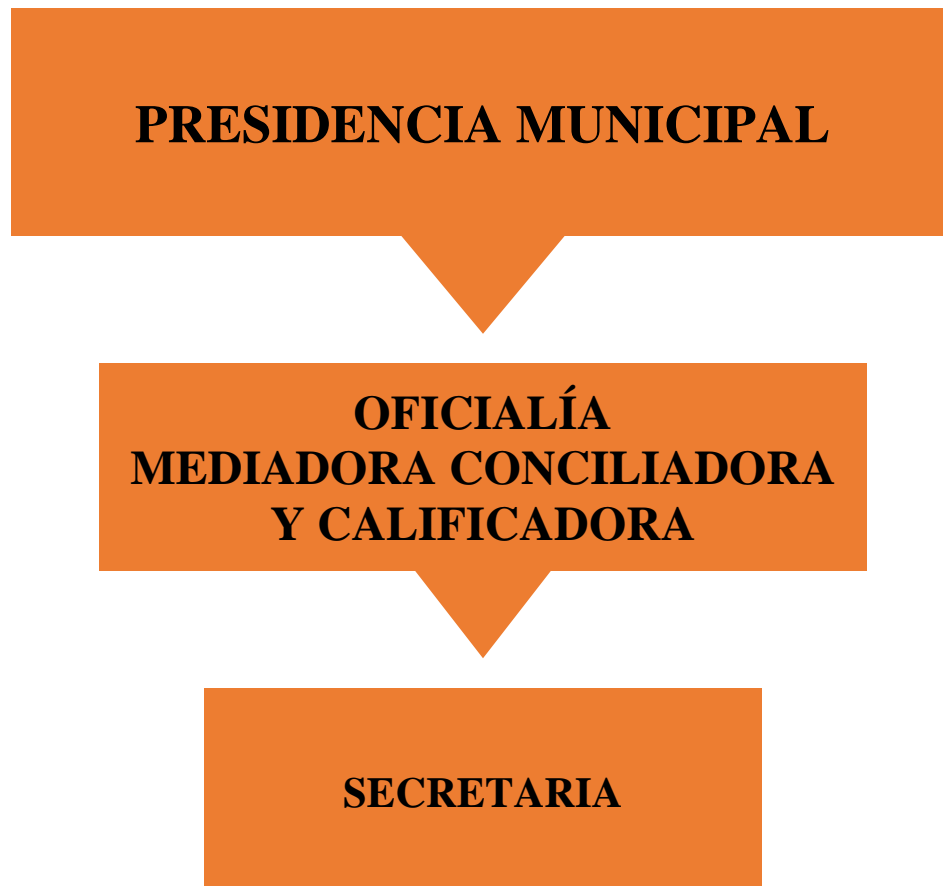 PRESIDENCIA MUNICIPAL
OFICIALÍA
MEDIADORA CONCILIADORA
Y CALIFICADORA
SECRETARIA